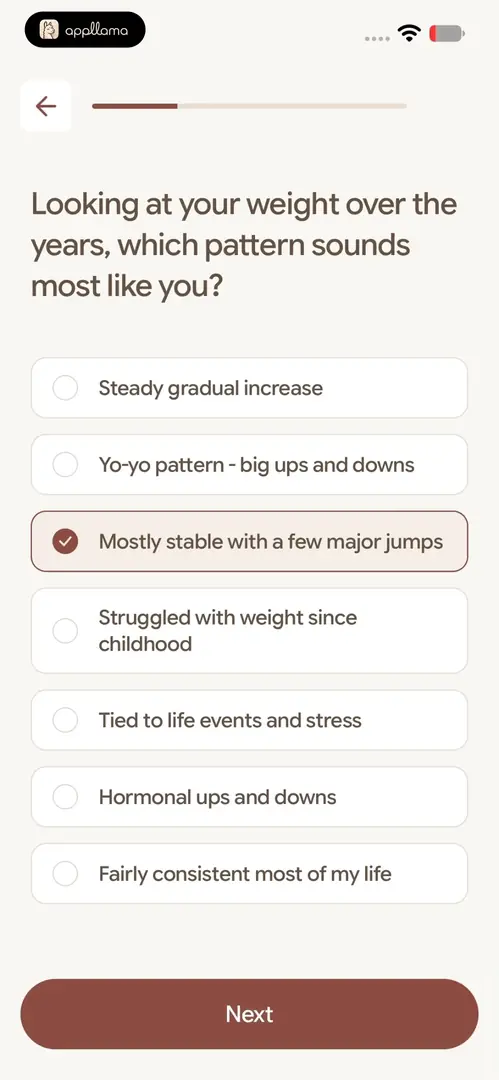 appllama
Looking at your weight over the
years, which pattern sounds
most like you?
Steady gradual increase
Yo-yo pattern - big ups and downs
Mostly stable with a few major jumps
Struggled with weight since
childhood
Tied to life events and stress
Hormonal ups and downs
Fairly consistent most of my life
Next